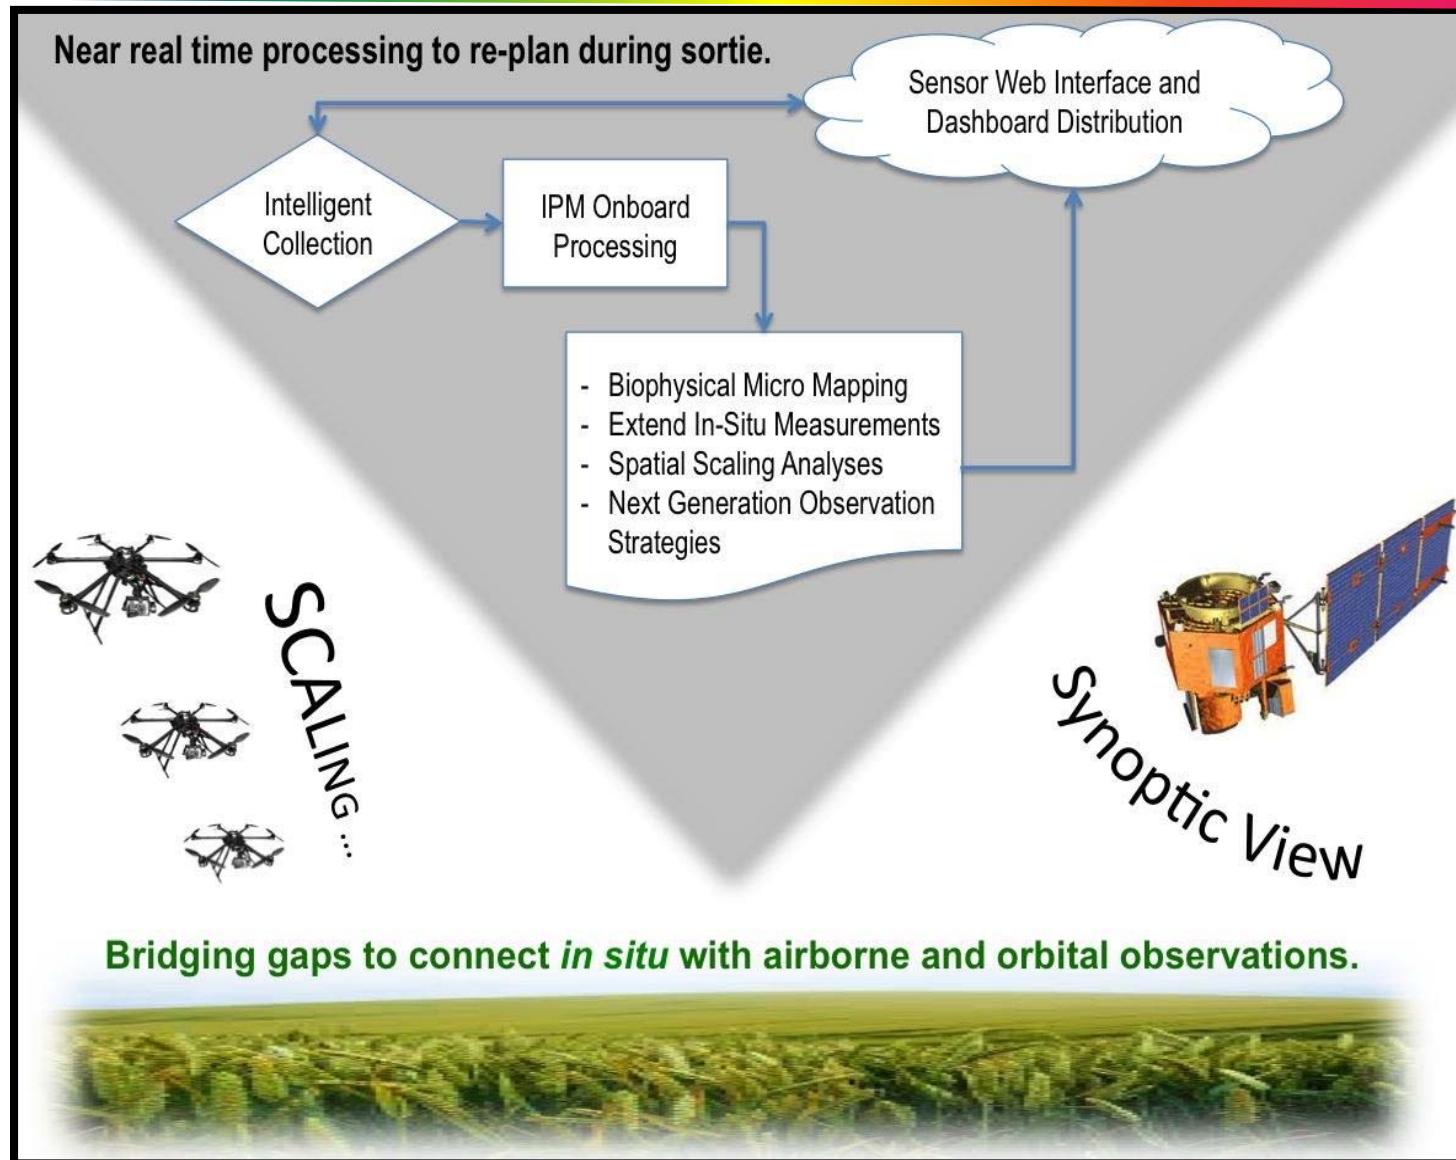 Near real time processing to re-plan during sortie.
Sensor Web Interface and
Dashboard Distribution
Intelligent
Collection
IPM Onboard
Processing
- Biophysical Micro Mapping
- Extend In-Situ Measurements
- Spatial Scaling Analyses
- Next Generation Observation
Strategies
SCALING ...
Synoptic View
Bridging gaps to connect in situ with airborne and orbital observations.